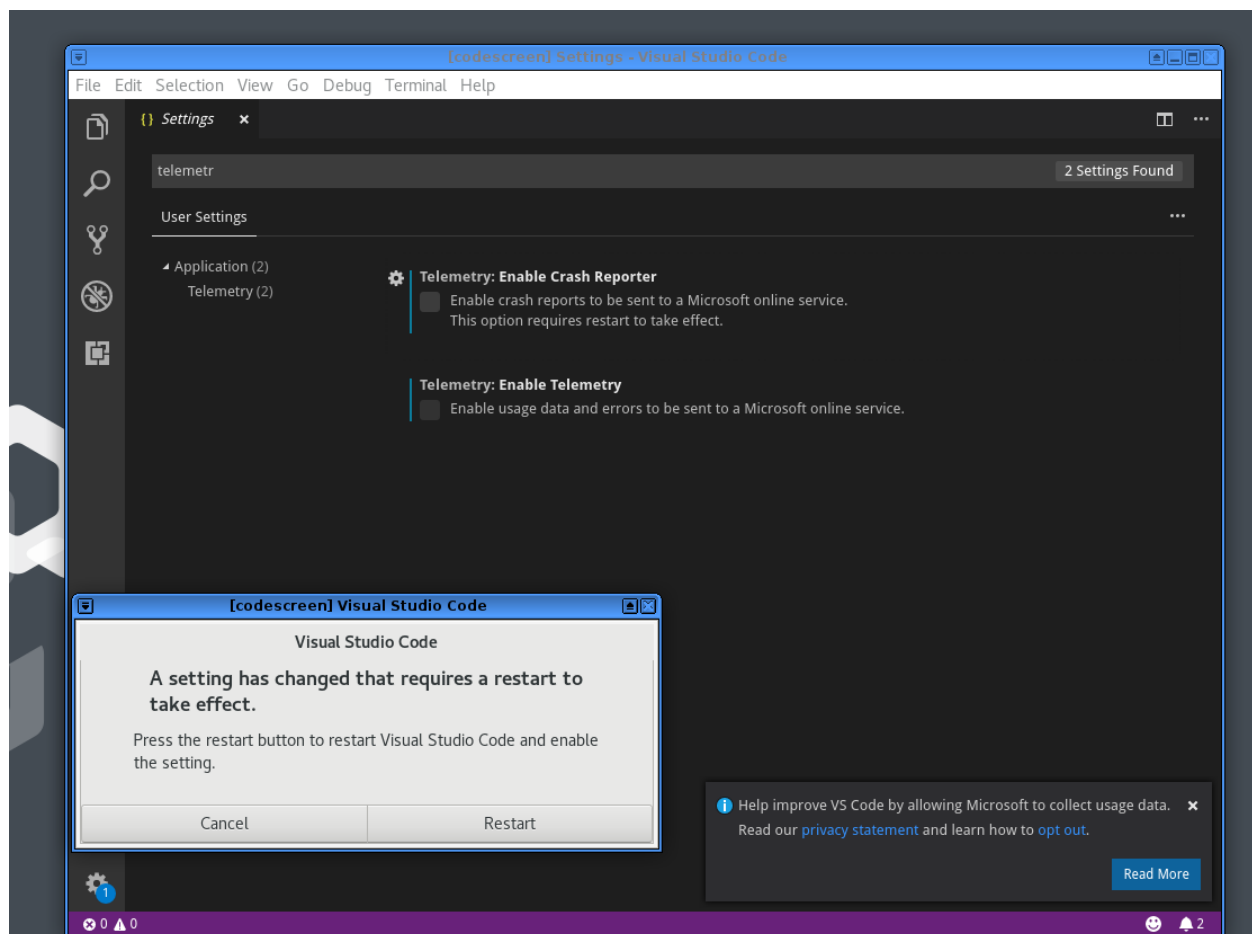 [codescreen] Settings - Visual Studio Code
File Edit Selection View Go Debug Terminal Help
{} Settings ×
telemetr 2 Settings Found
User Settings
Application (2)
Telemetry (2)
Telemetry: Enable Crash Reporter
Enable crash reports to be sent to a Microsoft online service.
This option requires restart to take effect.
Telemetry: Enable Telemetry
Enable usage data and errors to be sent to a Microsoft online service.
[codescreen] Visual Studio Code
Visual Studio Code
A setting has changed that requires a restart to
take effect.
Press the restart button to restart Visual Studio Code and enable
the setting.
Cancel Restart
Help improve VS Code by allowing Microsoft to collect usage data.
Read our privacy statement and learn how to opt out.
Read More
1
0 0 2